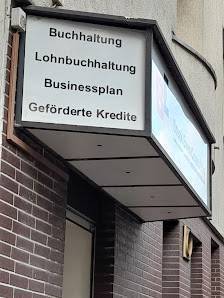 Buchhaltung
Lohnbuchhaltung
Businessplan
Geförderte Kredite